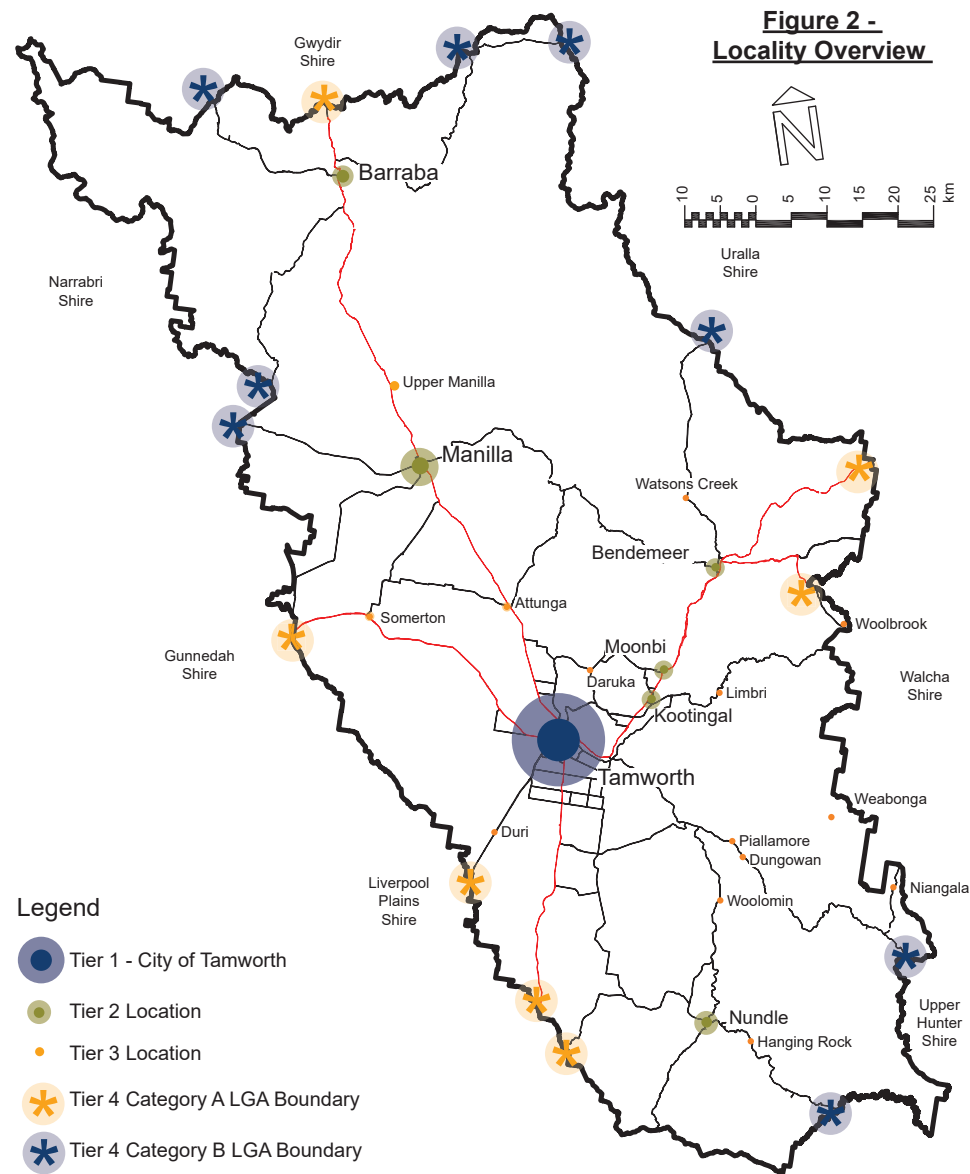 Figure 2 -
Locality Overview
N
10
5
0
5
10
15
20
25
km
Gwydir
Shire
Barraba
Uralla
Shire
Narrabri
Shire
Upper Manilla
Manilla
Watsons Creek
Bendemeer
Attunga
Somerton
Woolbrook
Moonbi
Daruka
Gunnedah
Shire
Walcha
Shire
Limbri
Kootingal
Tamworth
Weabonga
Duri
Piallamore
Dungowan
Liverpool
Plains
Shire
Niangala
Woolomin
Upper
Hunter
Shire
Nundle
Hanging Rock
Legend
Tier 1 - City of Tamworth
Tier 2 Location
Tier 3 Location
Tier 4 Category A LGA Boundary
Tier 4 Category B LGA Boundary